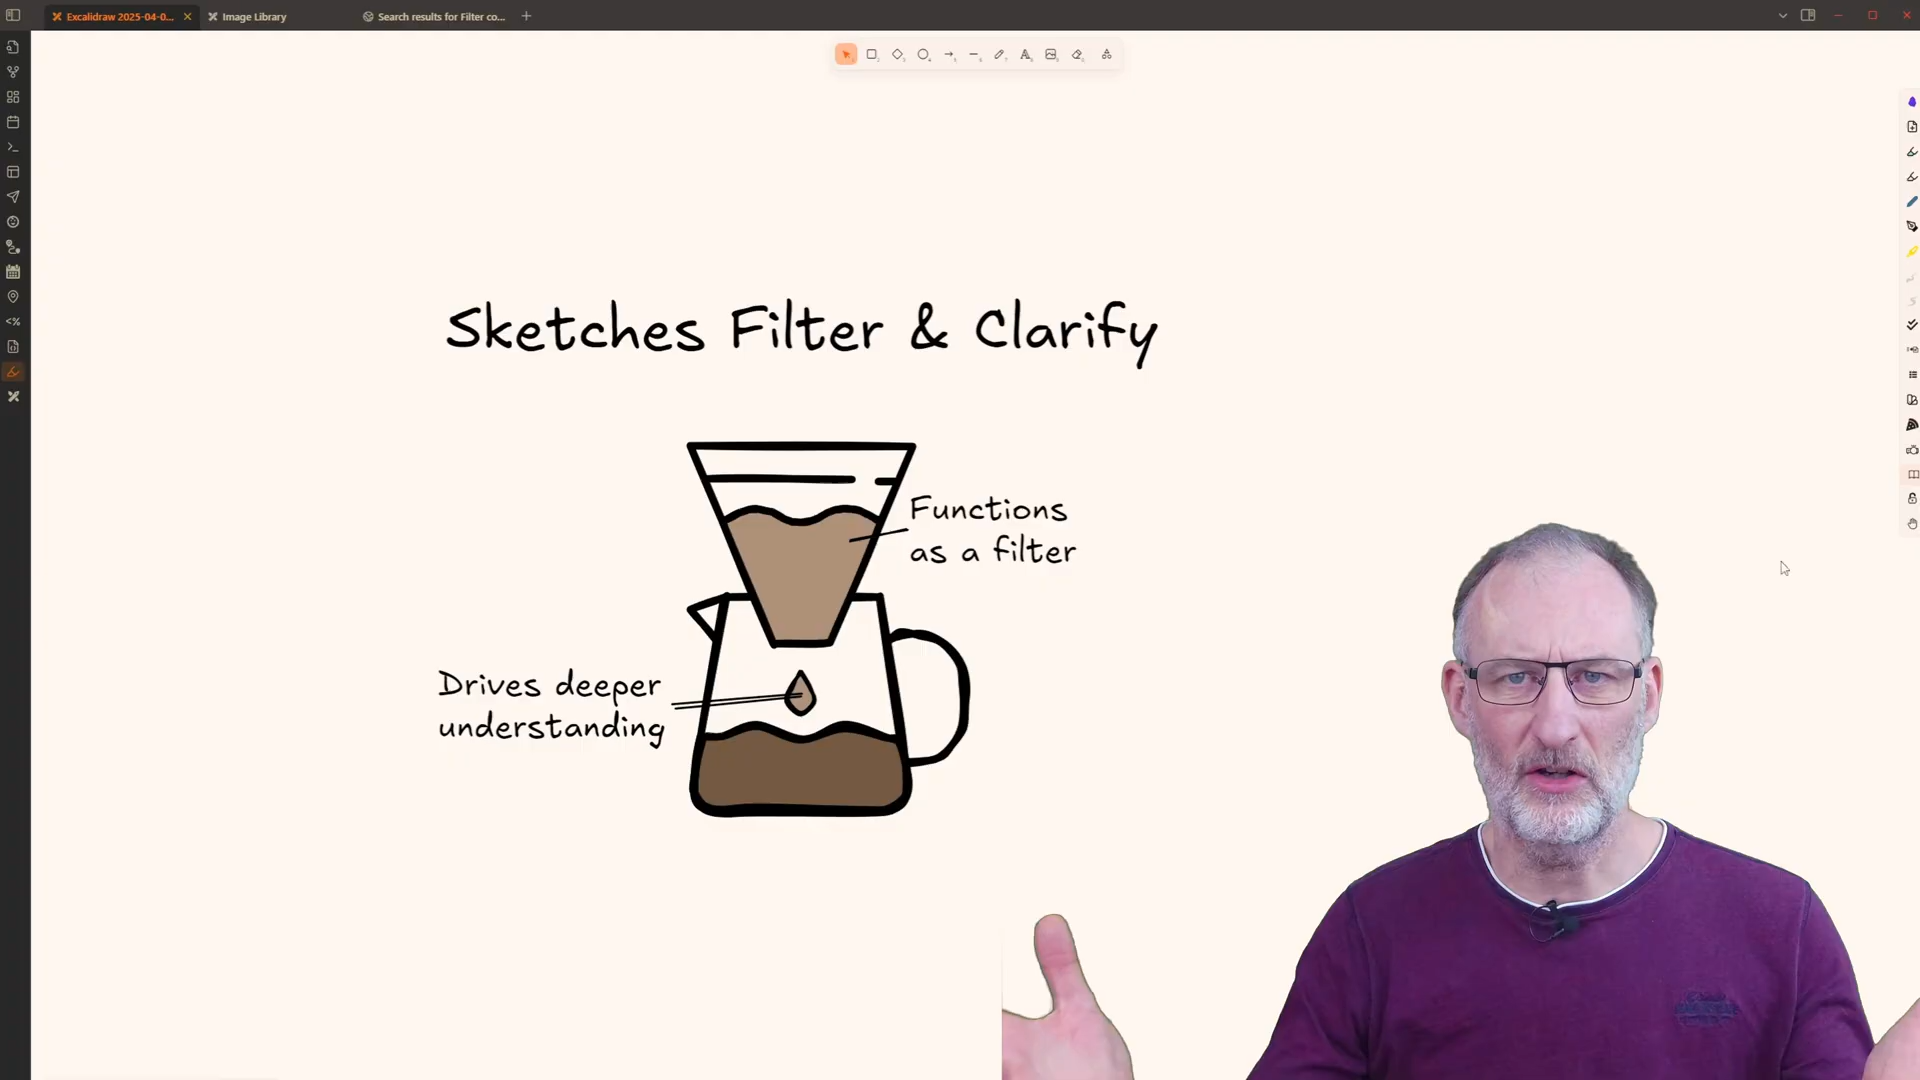 Excalidraw 2025-04-0...
Image Library
Search results for Filter co...
Sketches Filter & Clarify
Functions
as a filter
Drives deeper
understanding